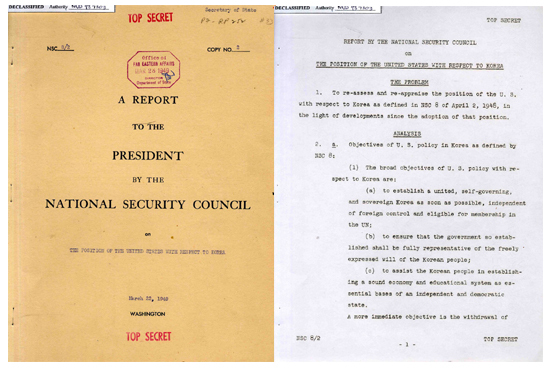 DECLASSIFIED Authority
TOP SECRET
Secretary of State
NSC 8/2
COPY NO. 2
Office of
FAR EASTERN AFFAIRS
1949
Department of State
A REPORT
TO THE
PRESIDENT
BY THE
NATIONAL SECURITY COUNCIL
on
THE POSITION OF THE UNITED STATES WITH RESPECT TO KOREA
March 22, 1949
WASHINGTON
TOP SECRET
DECLASSIFIED Authority
TOP SECRET
REPORT BY THE NATIONAL SECURITY COUNCIL
on
THE POSITION OF THE UNITED STATES WITH RESPECT TO KOREA
THE PROBLEM
1. To re-assess and re-appraise the position of the U. S.
with respect to Korea as defined in NSC 8 of April 2, 1948, in
the light of developments since the adoption of that position.
ANALYSIS
2. a. Objectives of U. S. policy in Korea as defined by
NSC 8:
(1) The broad objectives of U. S. policy with re-
spect to Korea are;
(a) to establish a united, self-governing,
and sovereign Korea as soon as possible, independent
of foreign control and eligible for membership in
the UN;
(b) to ensure that the government so estab-
lished shall be fully representative of the freely
expressed will of the Korean people;
(c) to assist the Korean people in establish-
ing a sound economy and educational system as es-
sential bases of an independent and democratic
state.
A more immediate objective is the withdrawal of
NSC 8/2
- 1 -
TOP SECRET